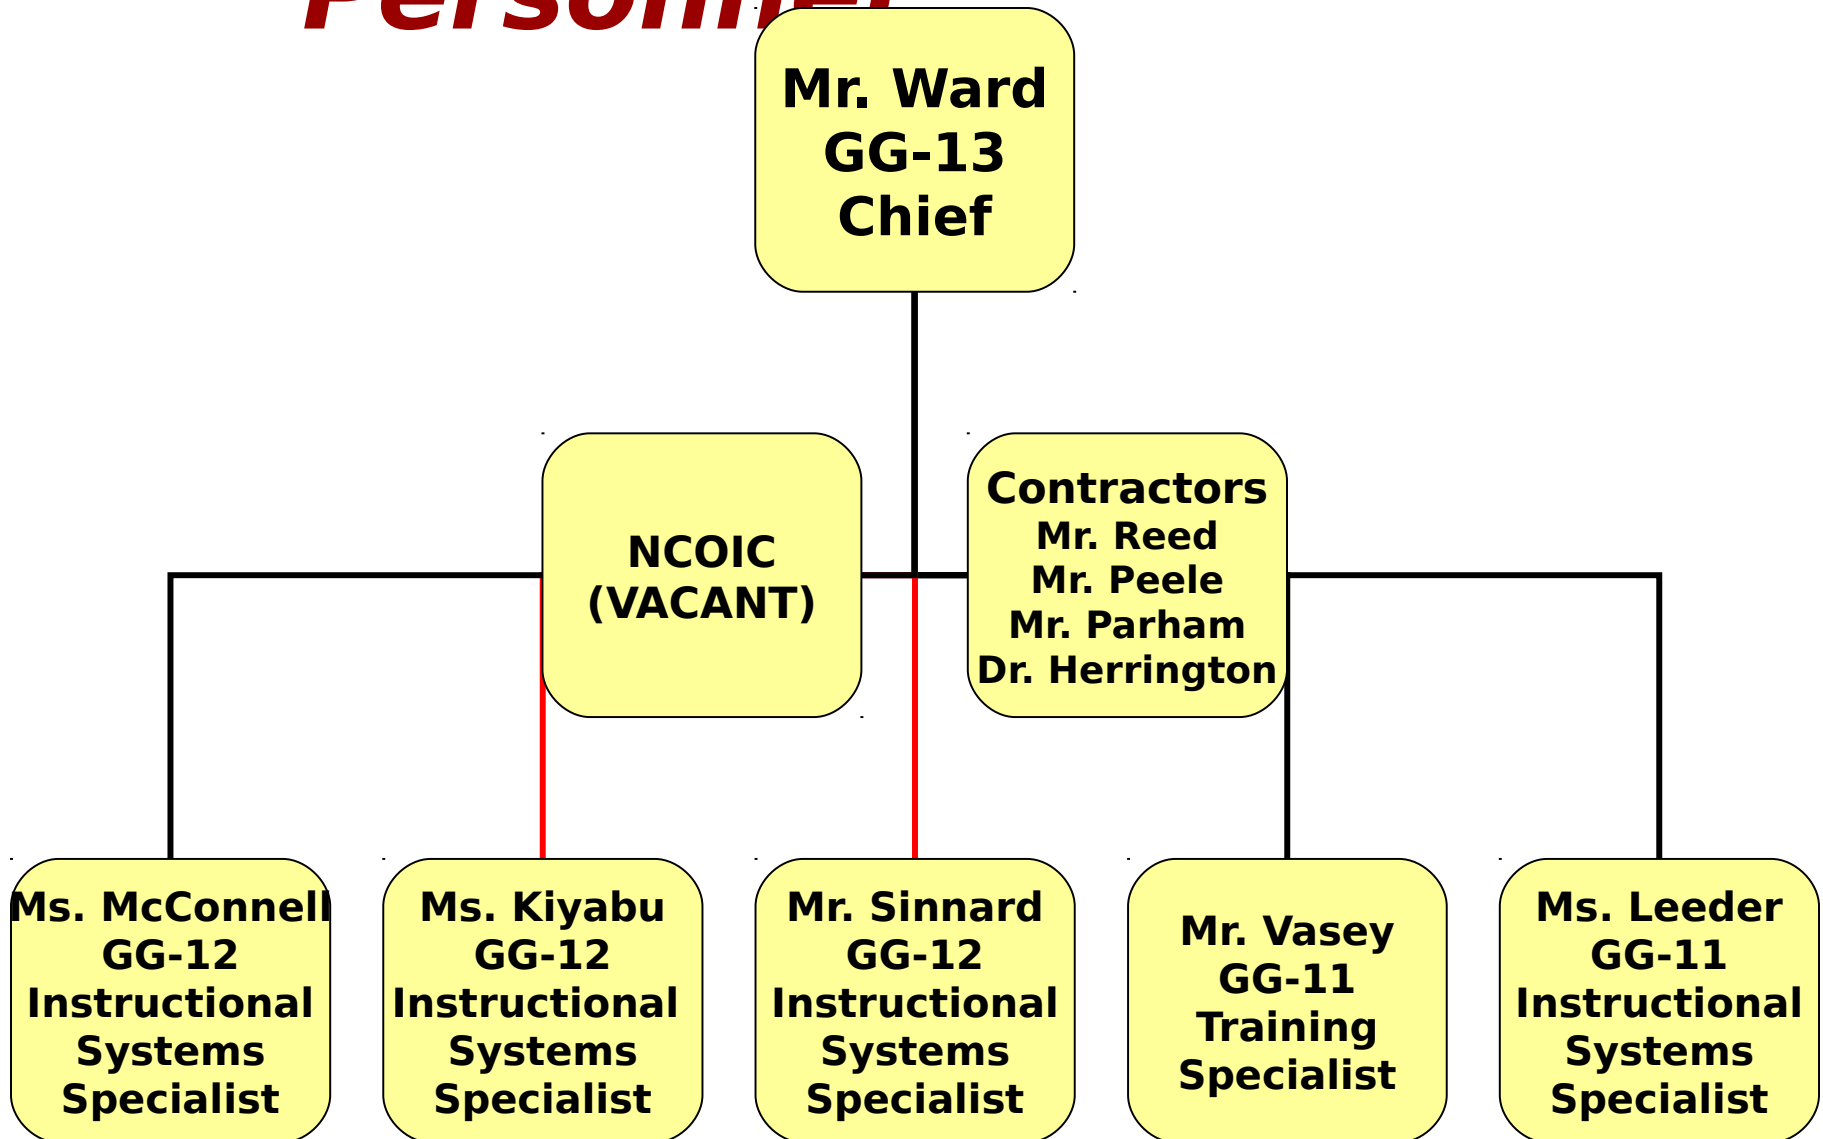 Personnel
Mr. Ward
GG-13
Chief
NCOIC
(VACANT)
Contractors
Mr. Reed
Mr. Peele
Mr. Parham
Dr. Herrington
Ms. McConnell
GG-12
Instructional
Systems
Specialist
Ms. Kiyabu
GG-12
Instructional
Systems
Specialist
Mr. Sinnard
GG-12
Instructional
Systems
Specialist
Mr. Vasey
GG-11
Training
Specialist
Ms. Leeder
GG-11
Instructional
Systems
Specialist